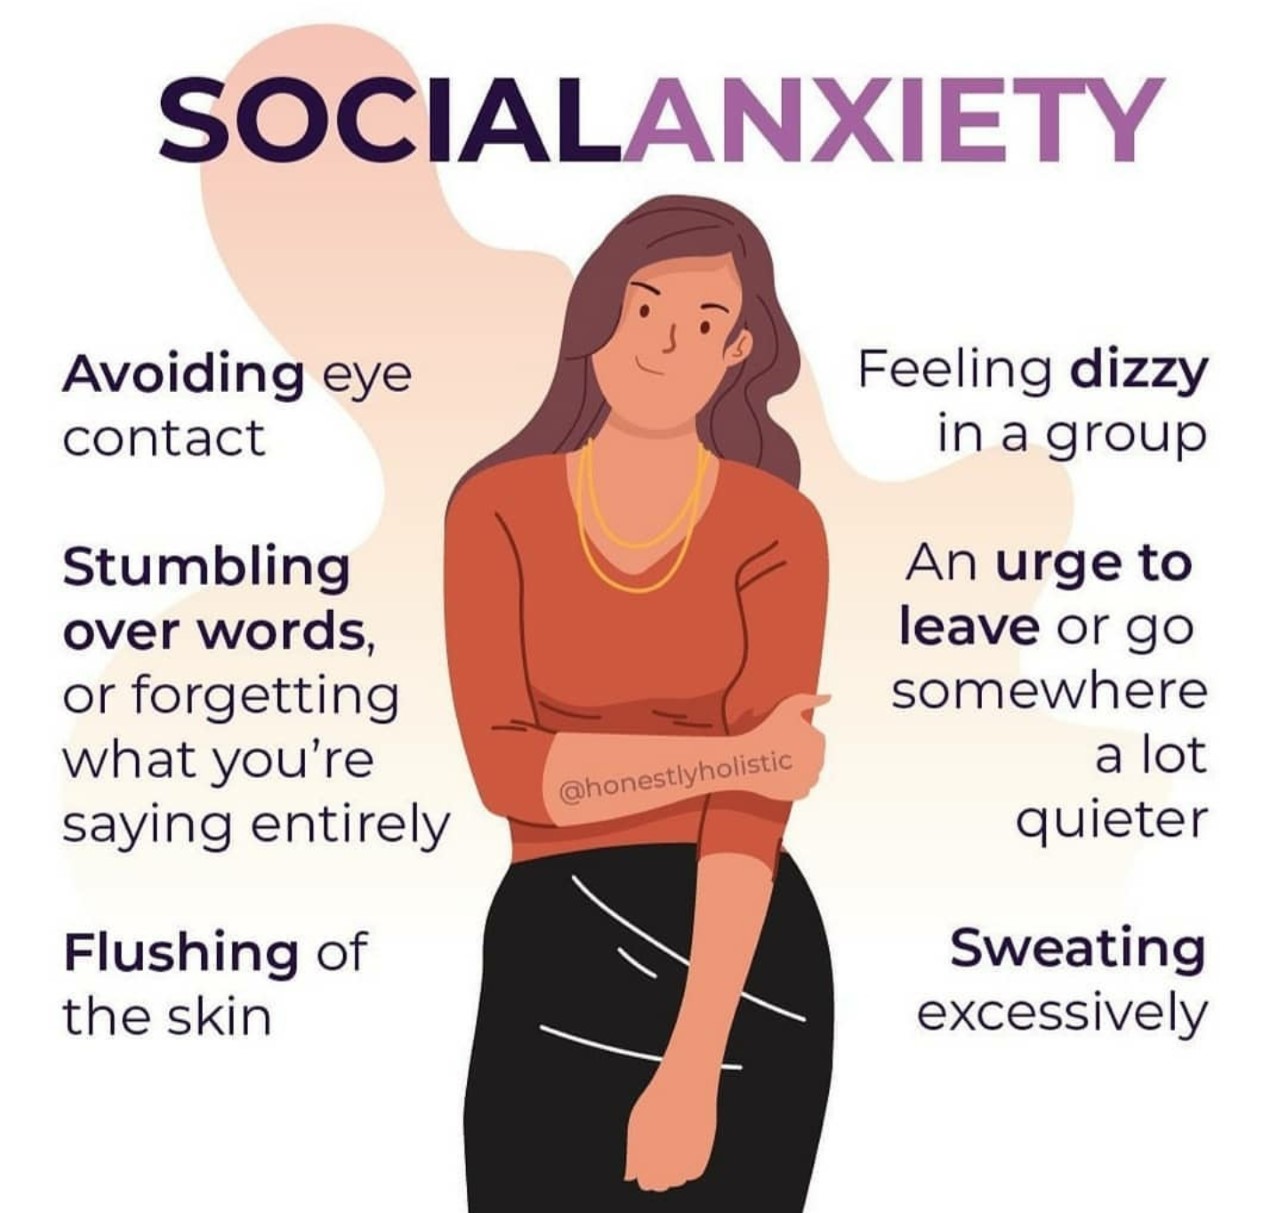 SOCIALANXIETY
Avoiding eye
contact
Stumbling
over words,
or forgetting
what you're
saying entirely
Flushing of
the skin
Feeling dizzy
in a group
An urge to
leave or go
somewhere
a lot
quieter
Sweating
excessively
@honestlyholistic